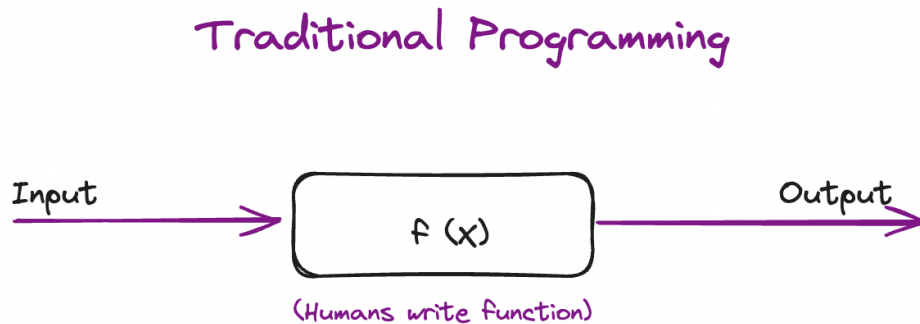 Traditional Programming
Input
Output
f (x)
(Humans write function)